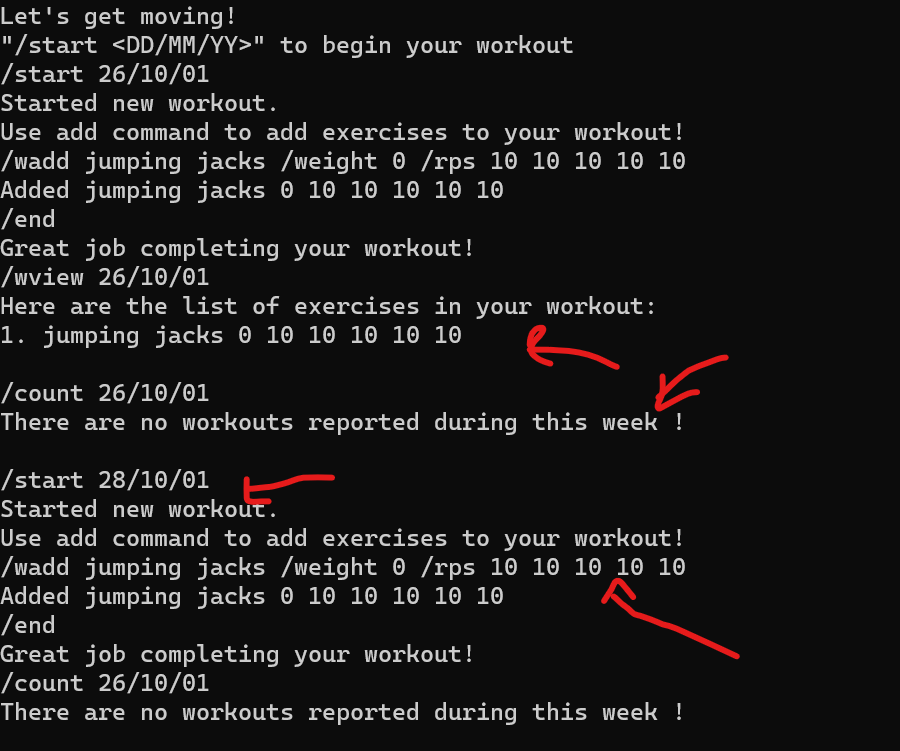 Let's get moving!
"/start <DD/MM/YY>" to begin your workout
/start 26/10/01
Started new workout.
Use add command to add exercises to your workout!
/wadd jumping jacks /weight 0 /rps 10 10 10 10 10
Added jumping jacks 0 10 10 10 10 10
/end
Great job completing your workout!
/wview 26/10/01
Here are the list of exercises in your workout:
1. jumping jacks 0 10 10 10 10 10
/count 26/10/01
There are no workouts reported during this week !
/start 28/10/01
Started new workout.
Use add command to add exercises to your workout!
/wadd jumping jacks /weight 0 /rps 10 10 10 10 10
Added jumping jacks 0 10 10 10 10 10
/end
Great job completing your workout!
/count 26/10/01
There are no workouts reported during this week !